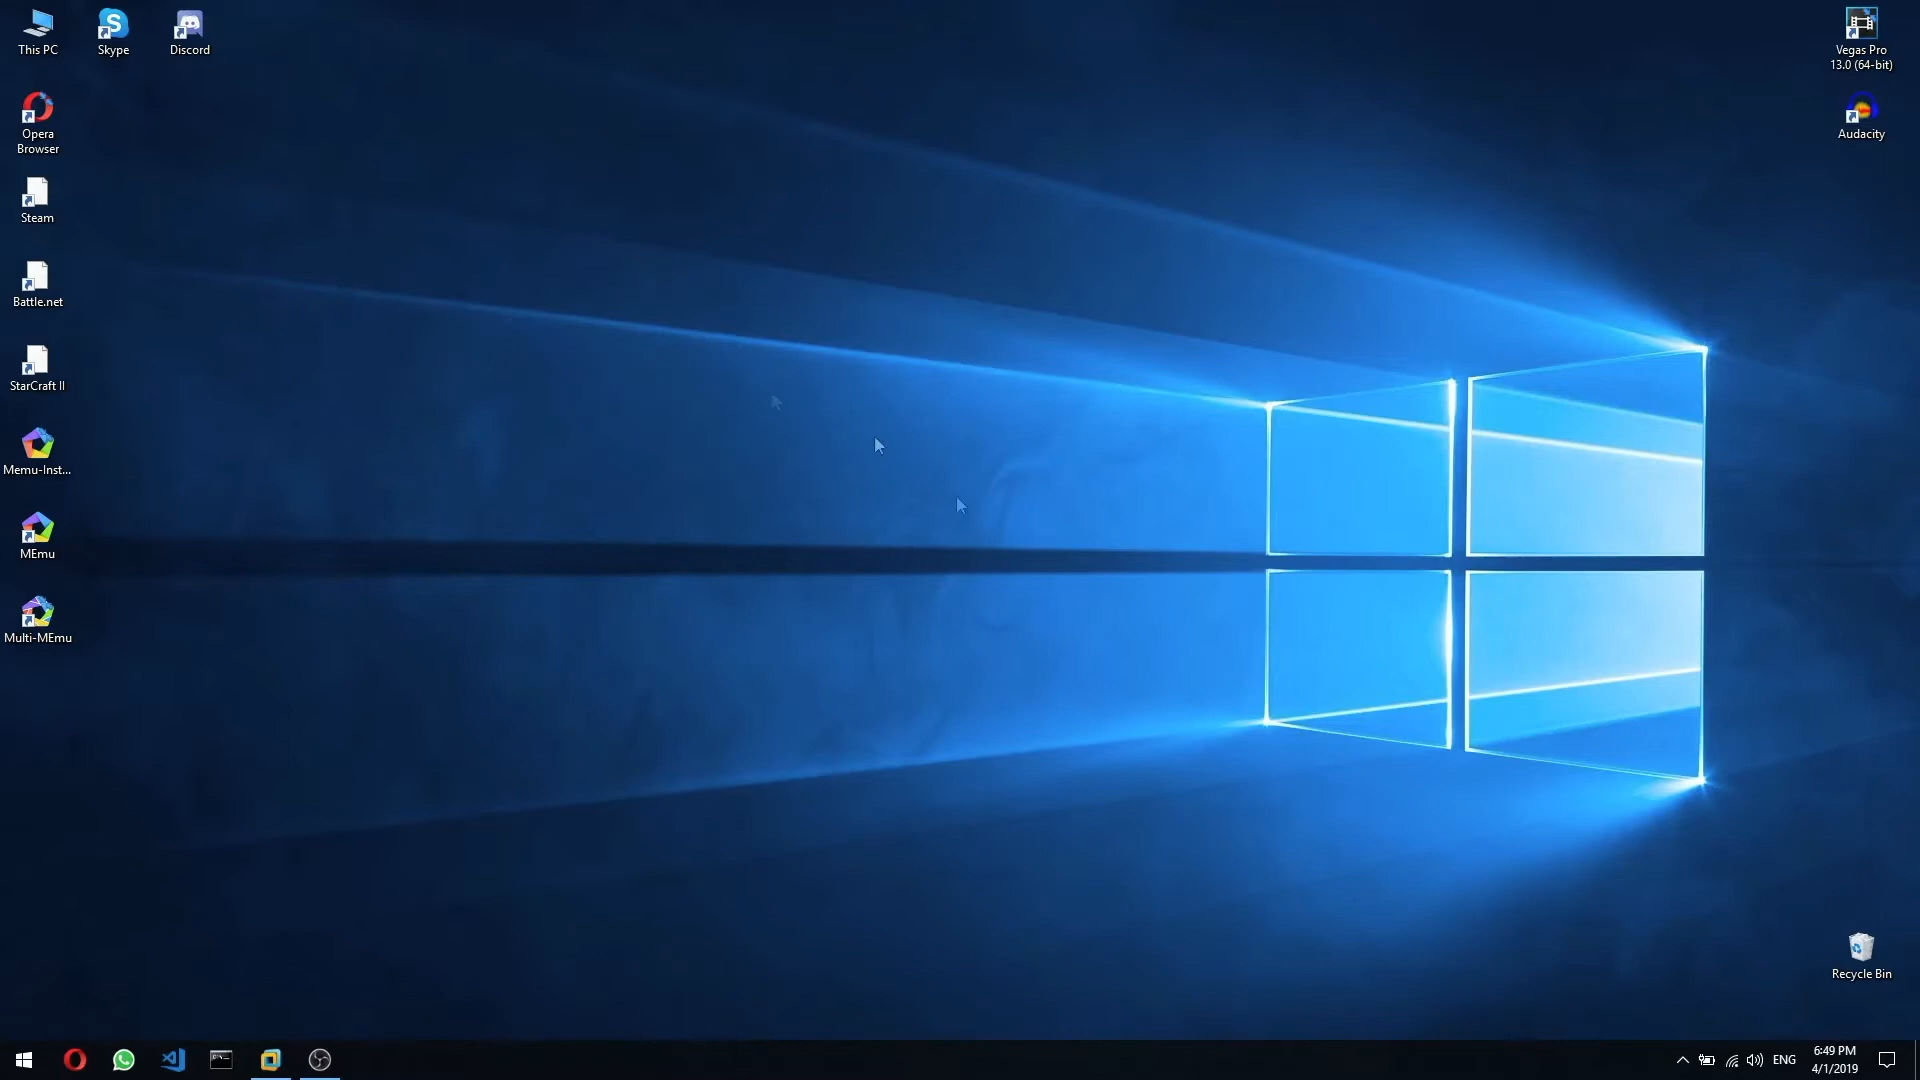 This PC
Skype
Discord
Vegas Pro
13.0 (64-bit)
Opera
Browser
Audacity
Steam
Battle.net
StarCraft II
Memu-Inst...
MEmu
Multi-MEmu
Recycle Bin
ENG
6:49 PM
4/1/2019